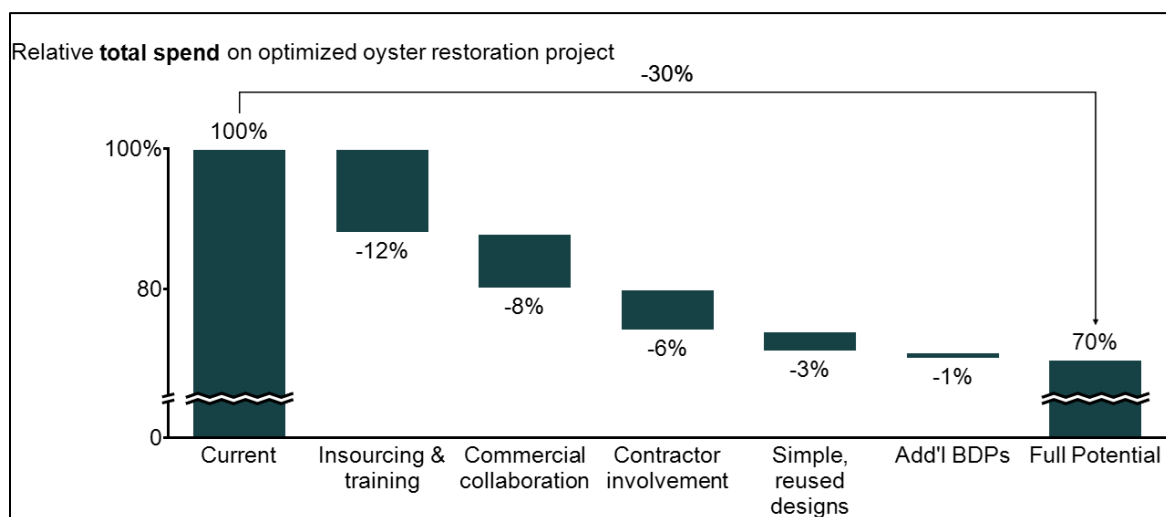 Relative total spend on optimized oyster restoration project
-30%
100%
100%
-12%
80
-8%
-6%
-3%
-1%
70%
0
Current
Insourcing &
training
Commercial
collaboration
Contractor
involvement
Simple,
reused
designs
Add'l BDPs
Full Potential